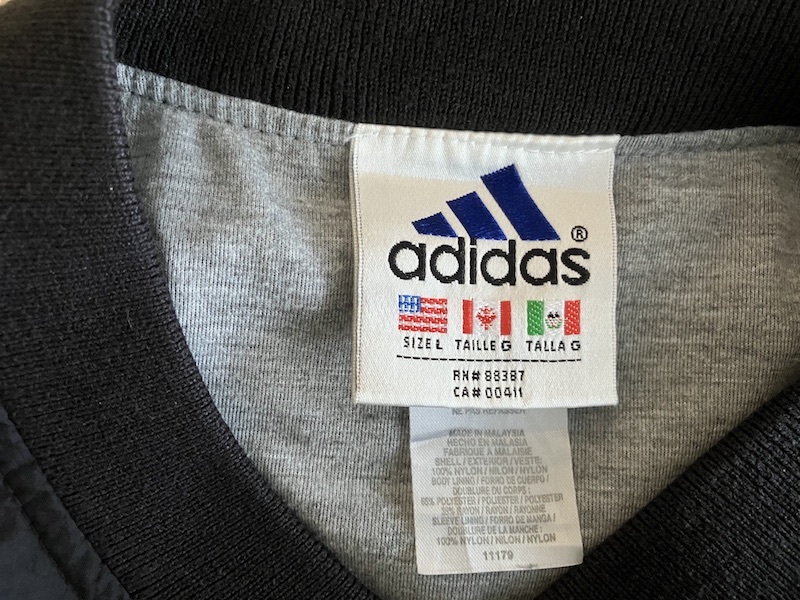 adidas®
SIZE L TAILLE G TALLA G
RN# 88387
CA# 00411
NE PAS REPASSER
MADE IN MALAYSIA
HECHO EN MALASIA
FABRIQUE A MALAISIE
SHELL / EXTERIOR / VESTE:
100% NYLON / NILON / NYLON
BODY LINING / FORRO DE CUERPO /
DOUBLURE DU CORPS :
65% POLYESTER / POLIESTER / POLYESTER
35% RAYON / RAYON / RAYONNE
SLEEVE LINING / FORRO DE MANGA /
DOUBLURE DE LA MANCHE :
100% NYLON / NILON / NYLON
11179